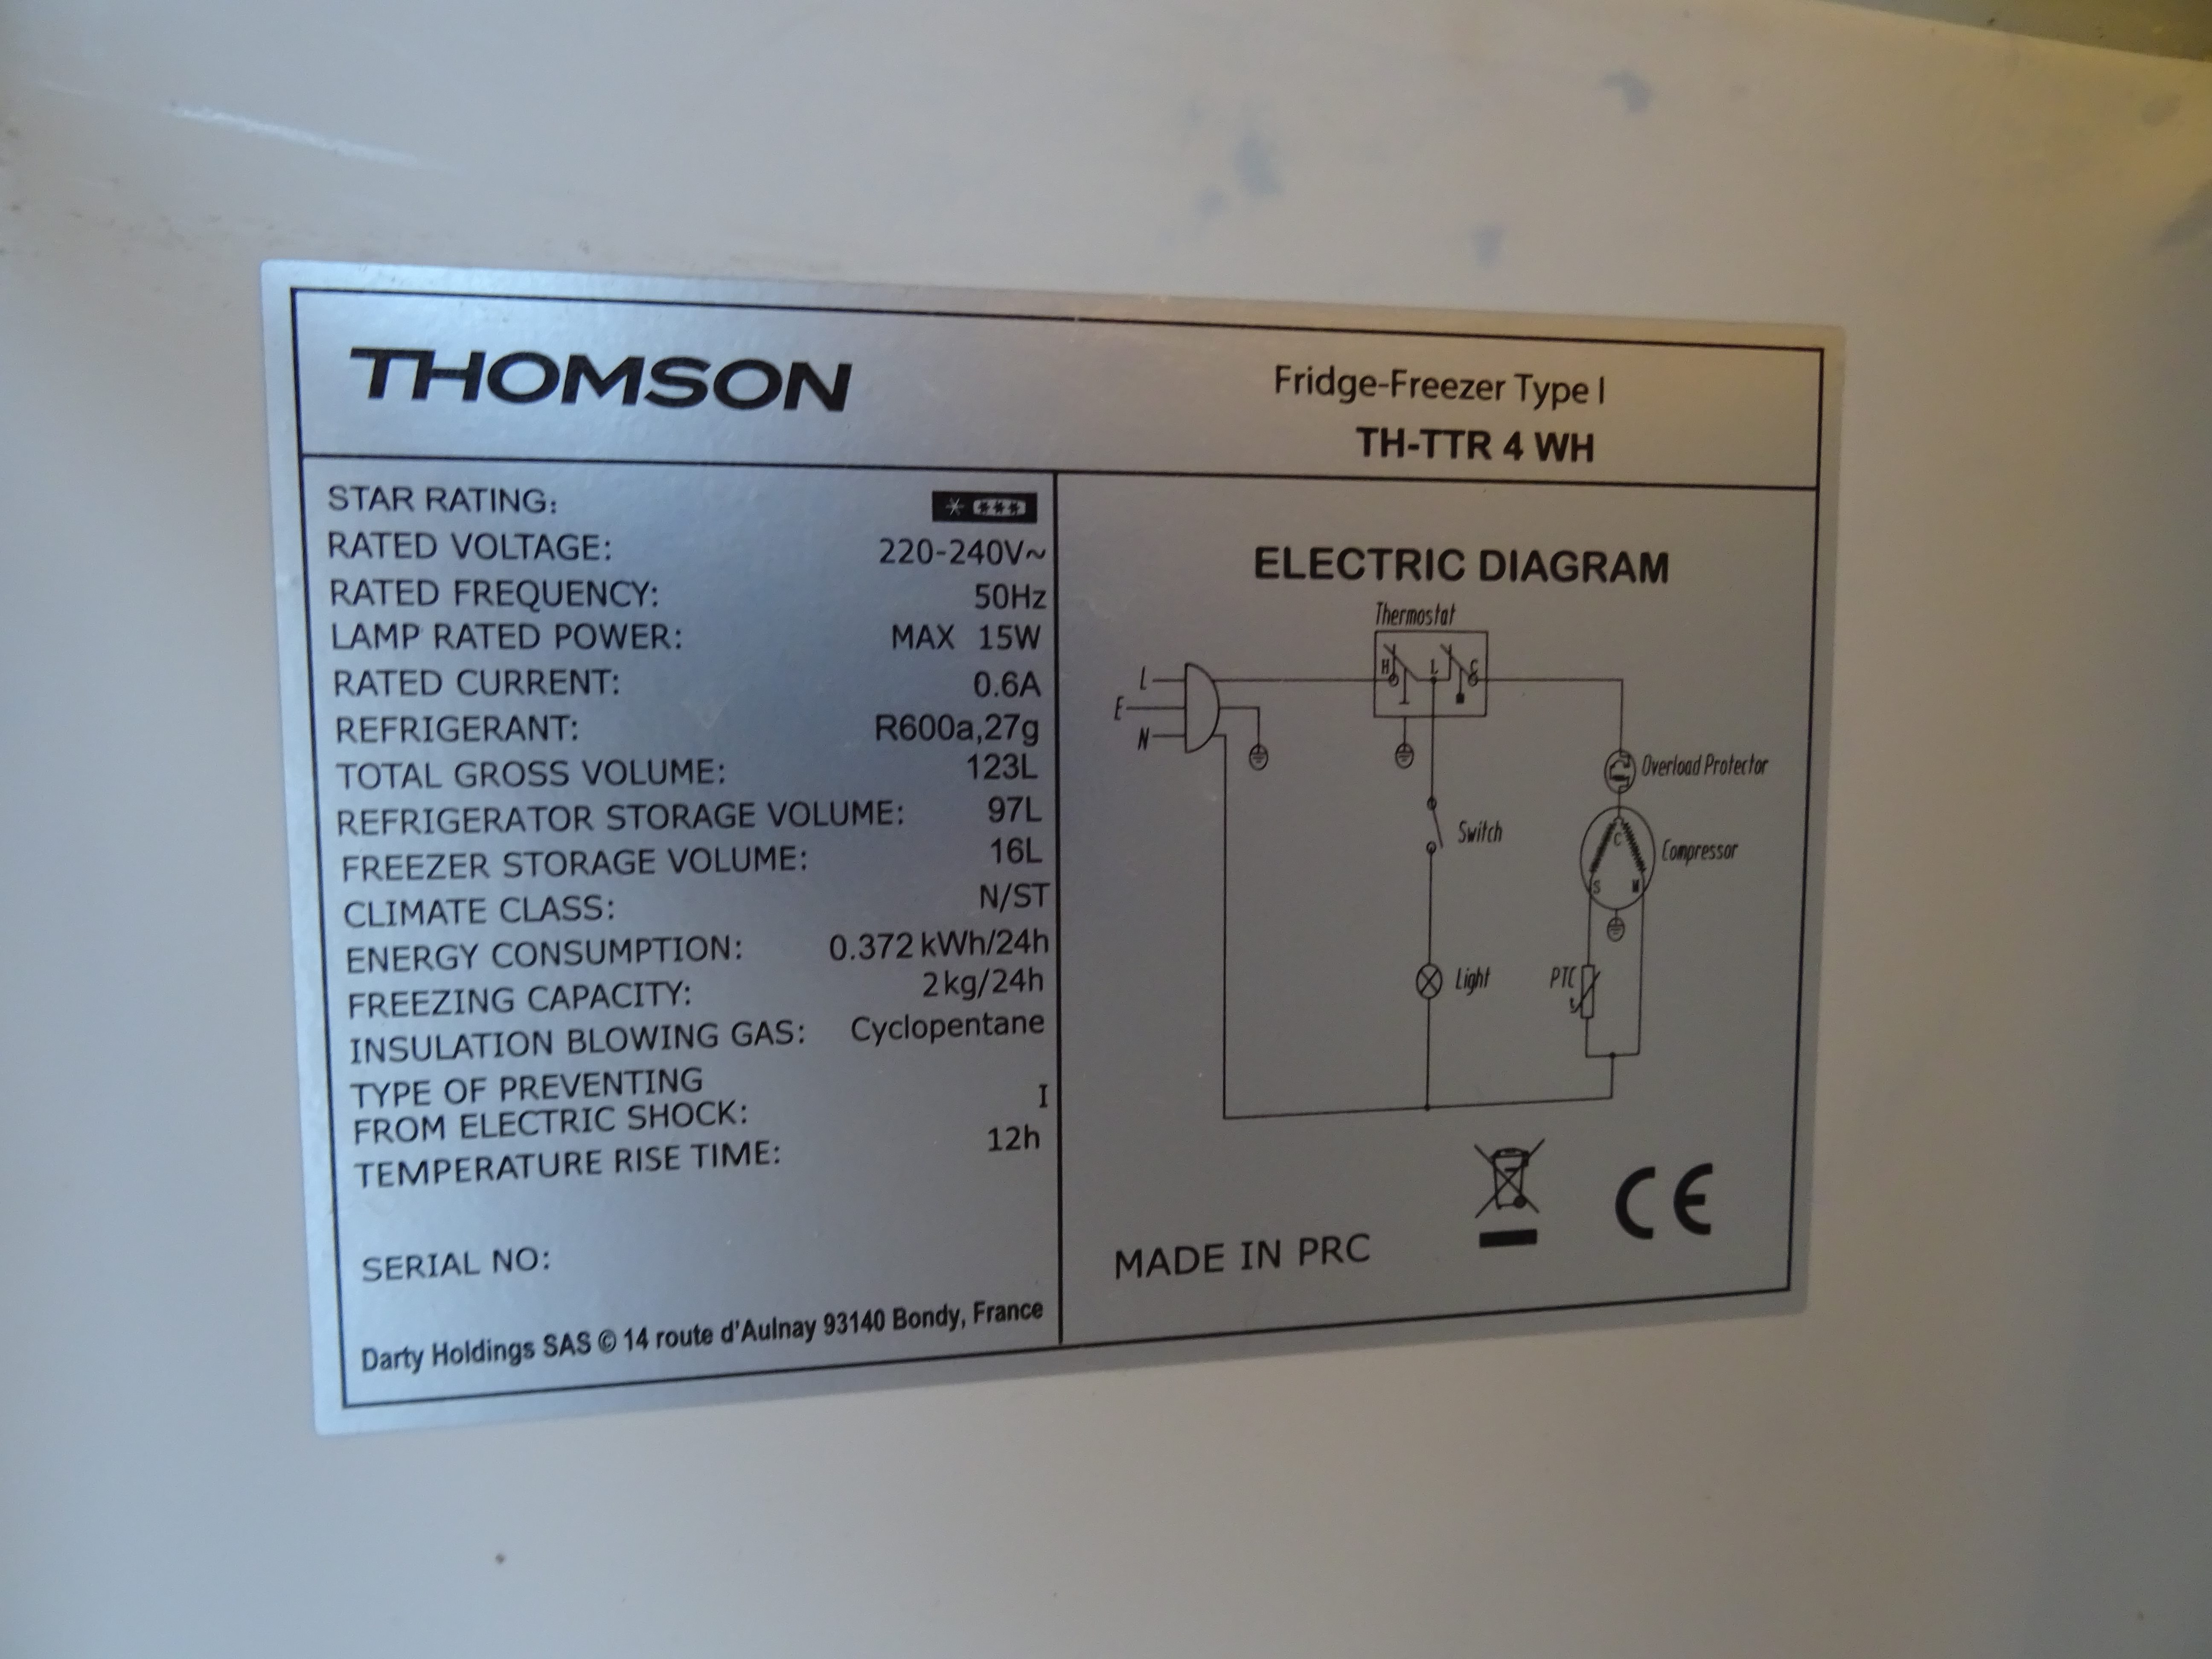 THOMSON
Fridge-Freezer Type I
TH-TTR 4 WH
STAR RATING:
RATED VOLTAGE: 220-240V~
RATED FREQUENCY: 50Hz
LAMP RATED POWER: MAX 15W
RATED CURRENT: 0.6A
REFRIGERANT: R600a,27g
TOTAL GROSS VOLUME: 123L
REFRIGERATOR STORAGE VOLUME: 97L
FREEZER STORAGE VOLUME: 16L
CLIMATE CLASS: N/ST
ENERGY CONSUMPTION: 0.372 kWh/24h
FREEZING CAPACITY: 2kg/24h
INSULATION BLOWING GAS: Cyclopentane
TYPE OF PREVENTING
FROM ELECTRIC SHOCK: I
TEMPERATURE RISE TIME: 12h
SERIAL NO:
Darty Holdings SAS © 14 route d'Aulnay 93140 Bondy, France
ELECTRIC DIAGRAM
Thermostat
H L C
L
E
N
Overload Protector
Switch
C
Compressor
S M
Light
PTC
t
MADE IN PRC
CE